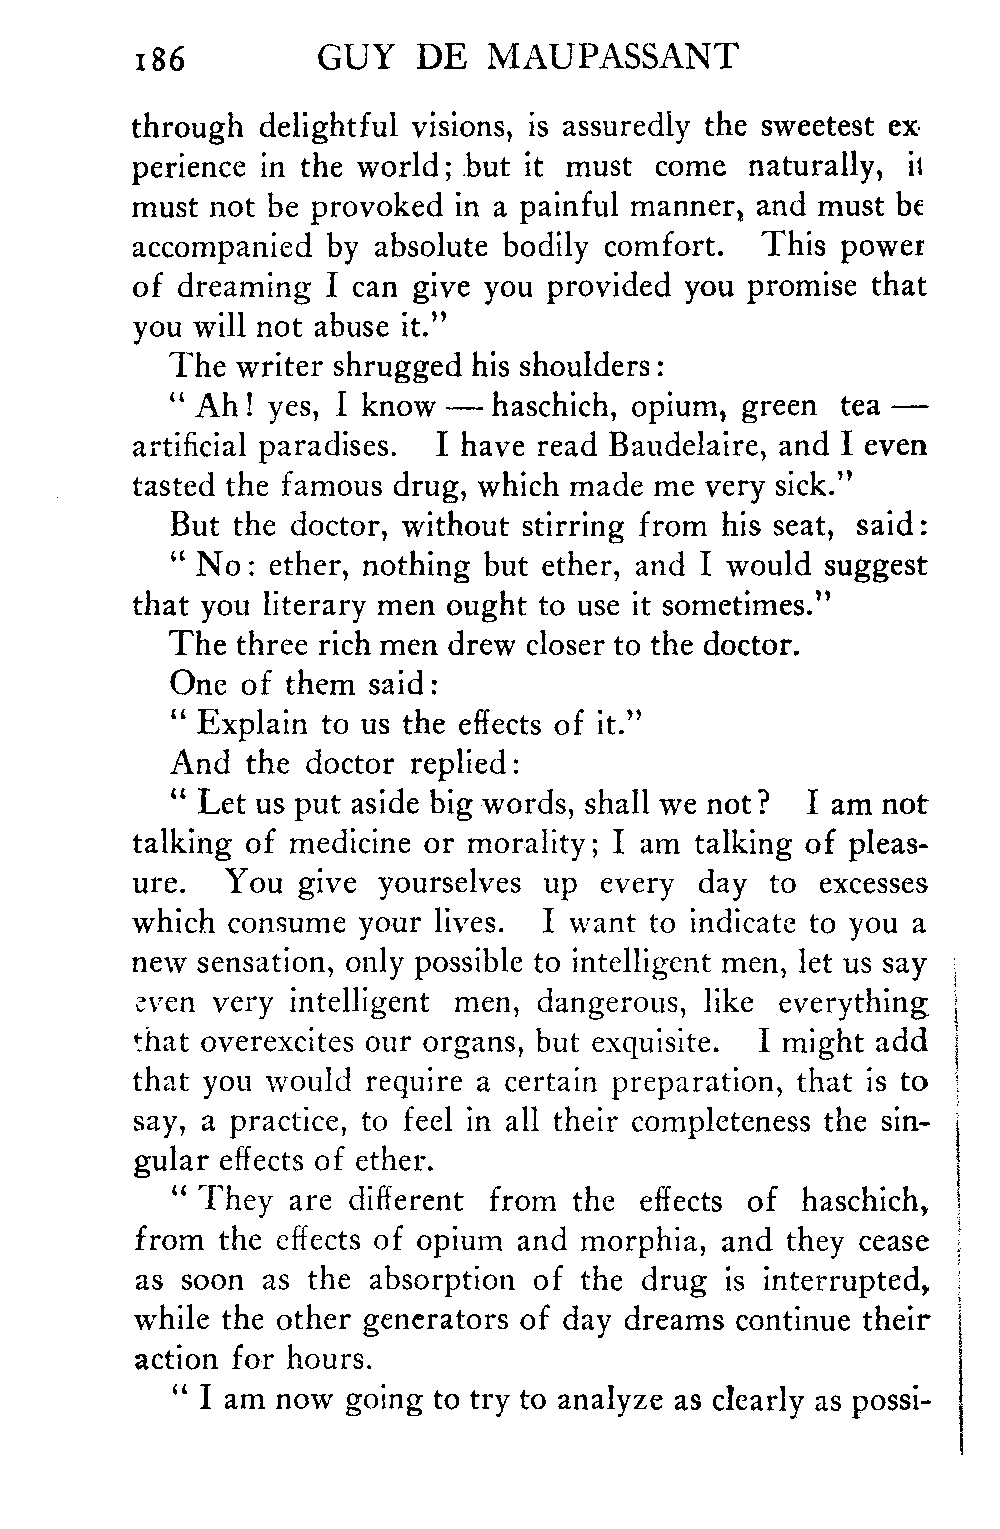 186 GUY DE MAUPASSANT
through delightful visions, is assuredly the sweetest ex-
perience in the world; but it must come naturally, it
must not be provoked in a painful manner, and must be
accompanied by absolute bodily comfort. This power
of dreaming I can give you provided you promise that
you will not abuse it."
The writer shrugged his shoulders:
"Ah! yes, I know — haschich, opium, green tea —
artificial paradises. I have read Baudelaire, and I even
tasted the famous drug, which made me very sick."
But the doctor, without stirring from his seat, said:
"No: ether, nothing but ether, and I would suggest
that you literary men ought to use it sometimes."
The three rich men drew closer to the doctor.
One of them said:
"Explain to us the effects of it."
And the doctor replied:
"Let us put aside big words, shall we not? I am not
talking of medicine or morality; I am talking of pleas-
ure. You give yourselves up every day to excesses
which consume your lives. I want to indicate to you a
new sensation, only possible to intelligent men, let us say
even very intelligent men, dangerous, like everything
that overexcites our organs, but exquisite. I might add
that you would require a certain preparation, that is to
say, a practice, to feel in all their completeness the sin-
gular effects of ether.
"They are different from the effects of haschich,
from the effects of opium and morphia, and they cease
as soon as the absorption of the drug is interrupted,
while the other generators of day dreams continue their
action for hours.
"I am now going to try to analyze as clearly as possi-